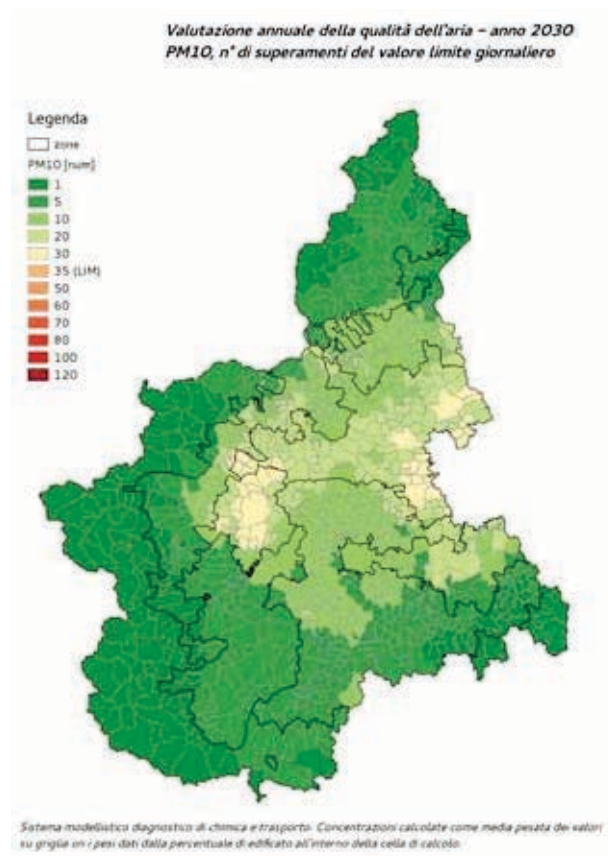 Valutazione annuale della qualità dell'aria – anno 2030
PM10, n° di superamenti del valore limite giornaliero
Legenda
zone
PM10 [num]
1
5
10
20
30
35 (LIM)
50
60
70
80
100
120
Sistema modellistico diagnostico di chimica e trasporto. Concentrazioni calcolate come media pesata dei valori
su griglia on i pesi dati dalla percentuale di edificato all'interno della cella di calcolo.